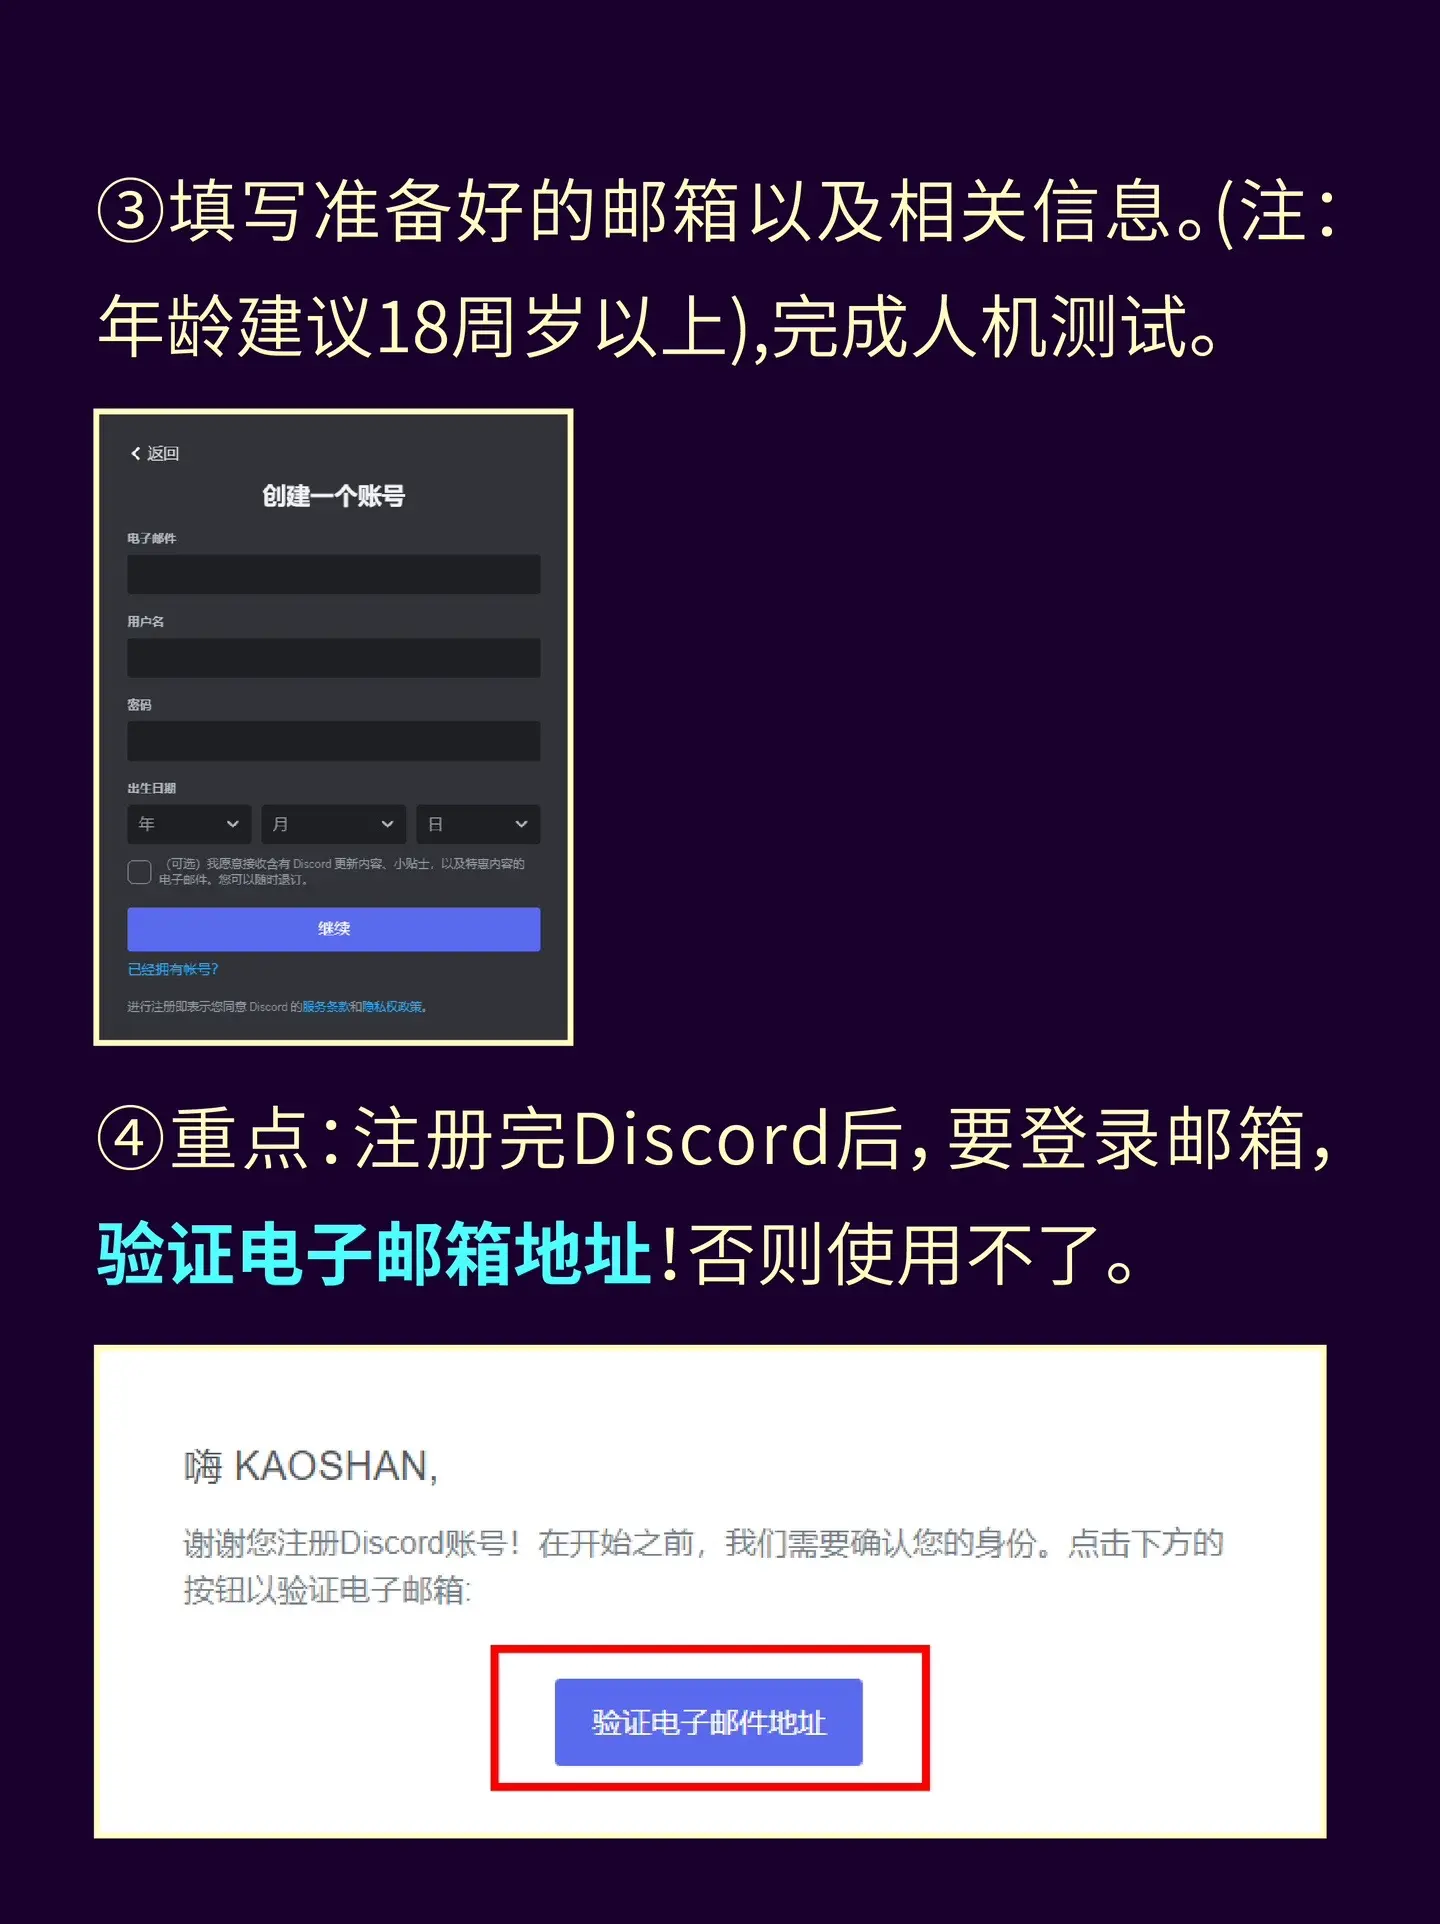 ③填写准备好的邮箱以及相关信息。(注：
年龄建议18周岁以上),完成人机测试。
返回
创建一个账号
电子邮件
用户名
密码
出生日期
年 月 日
（可选）我愿意接收含有 Discord 更新内容、小贴士，以及特惠内容的
电子邮件。您可以随时退订。
继续
已经拥有帐号？
进行注册即表示您同意 Discord 的服务条款和隐私权政策。
④重点：注册完Discord后，要登录邮箱，
验证电子邮箱地址！否则使用不了。
嗨 KAOSHAN,
谢谢您注册Discord账号！在开始之前，我们需要确认您的身份。点击下方的
按钮以验证电子邮箱:
验证电子邮件地址